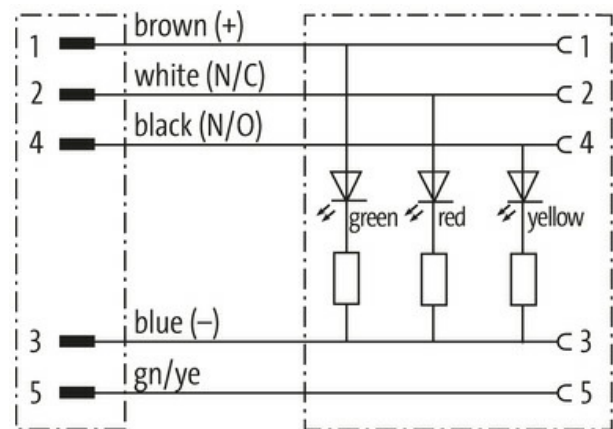 1 brown (+) 1
2 white (N/C) 2
4 black (N/O) 4
green red yellow
3 blue (–) 3
5 gn/ye 5